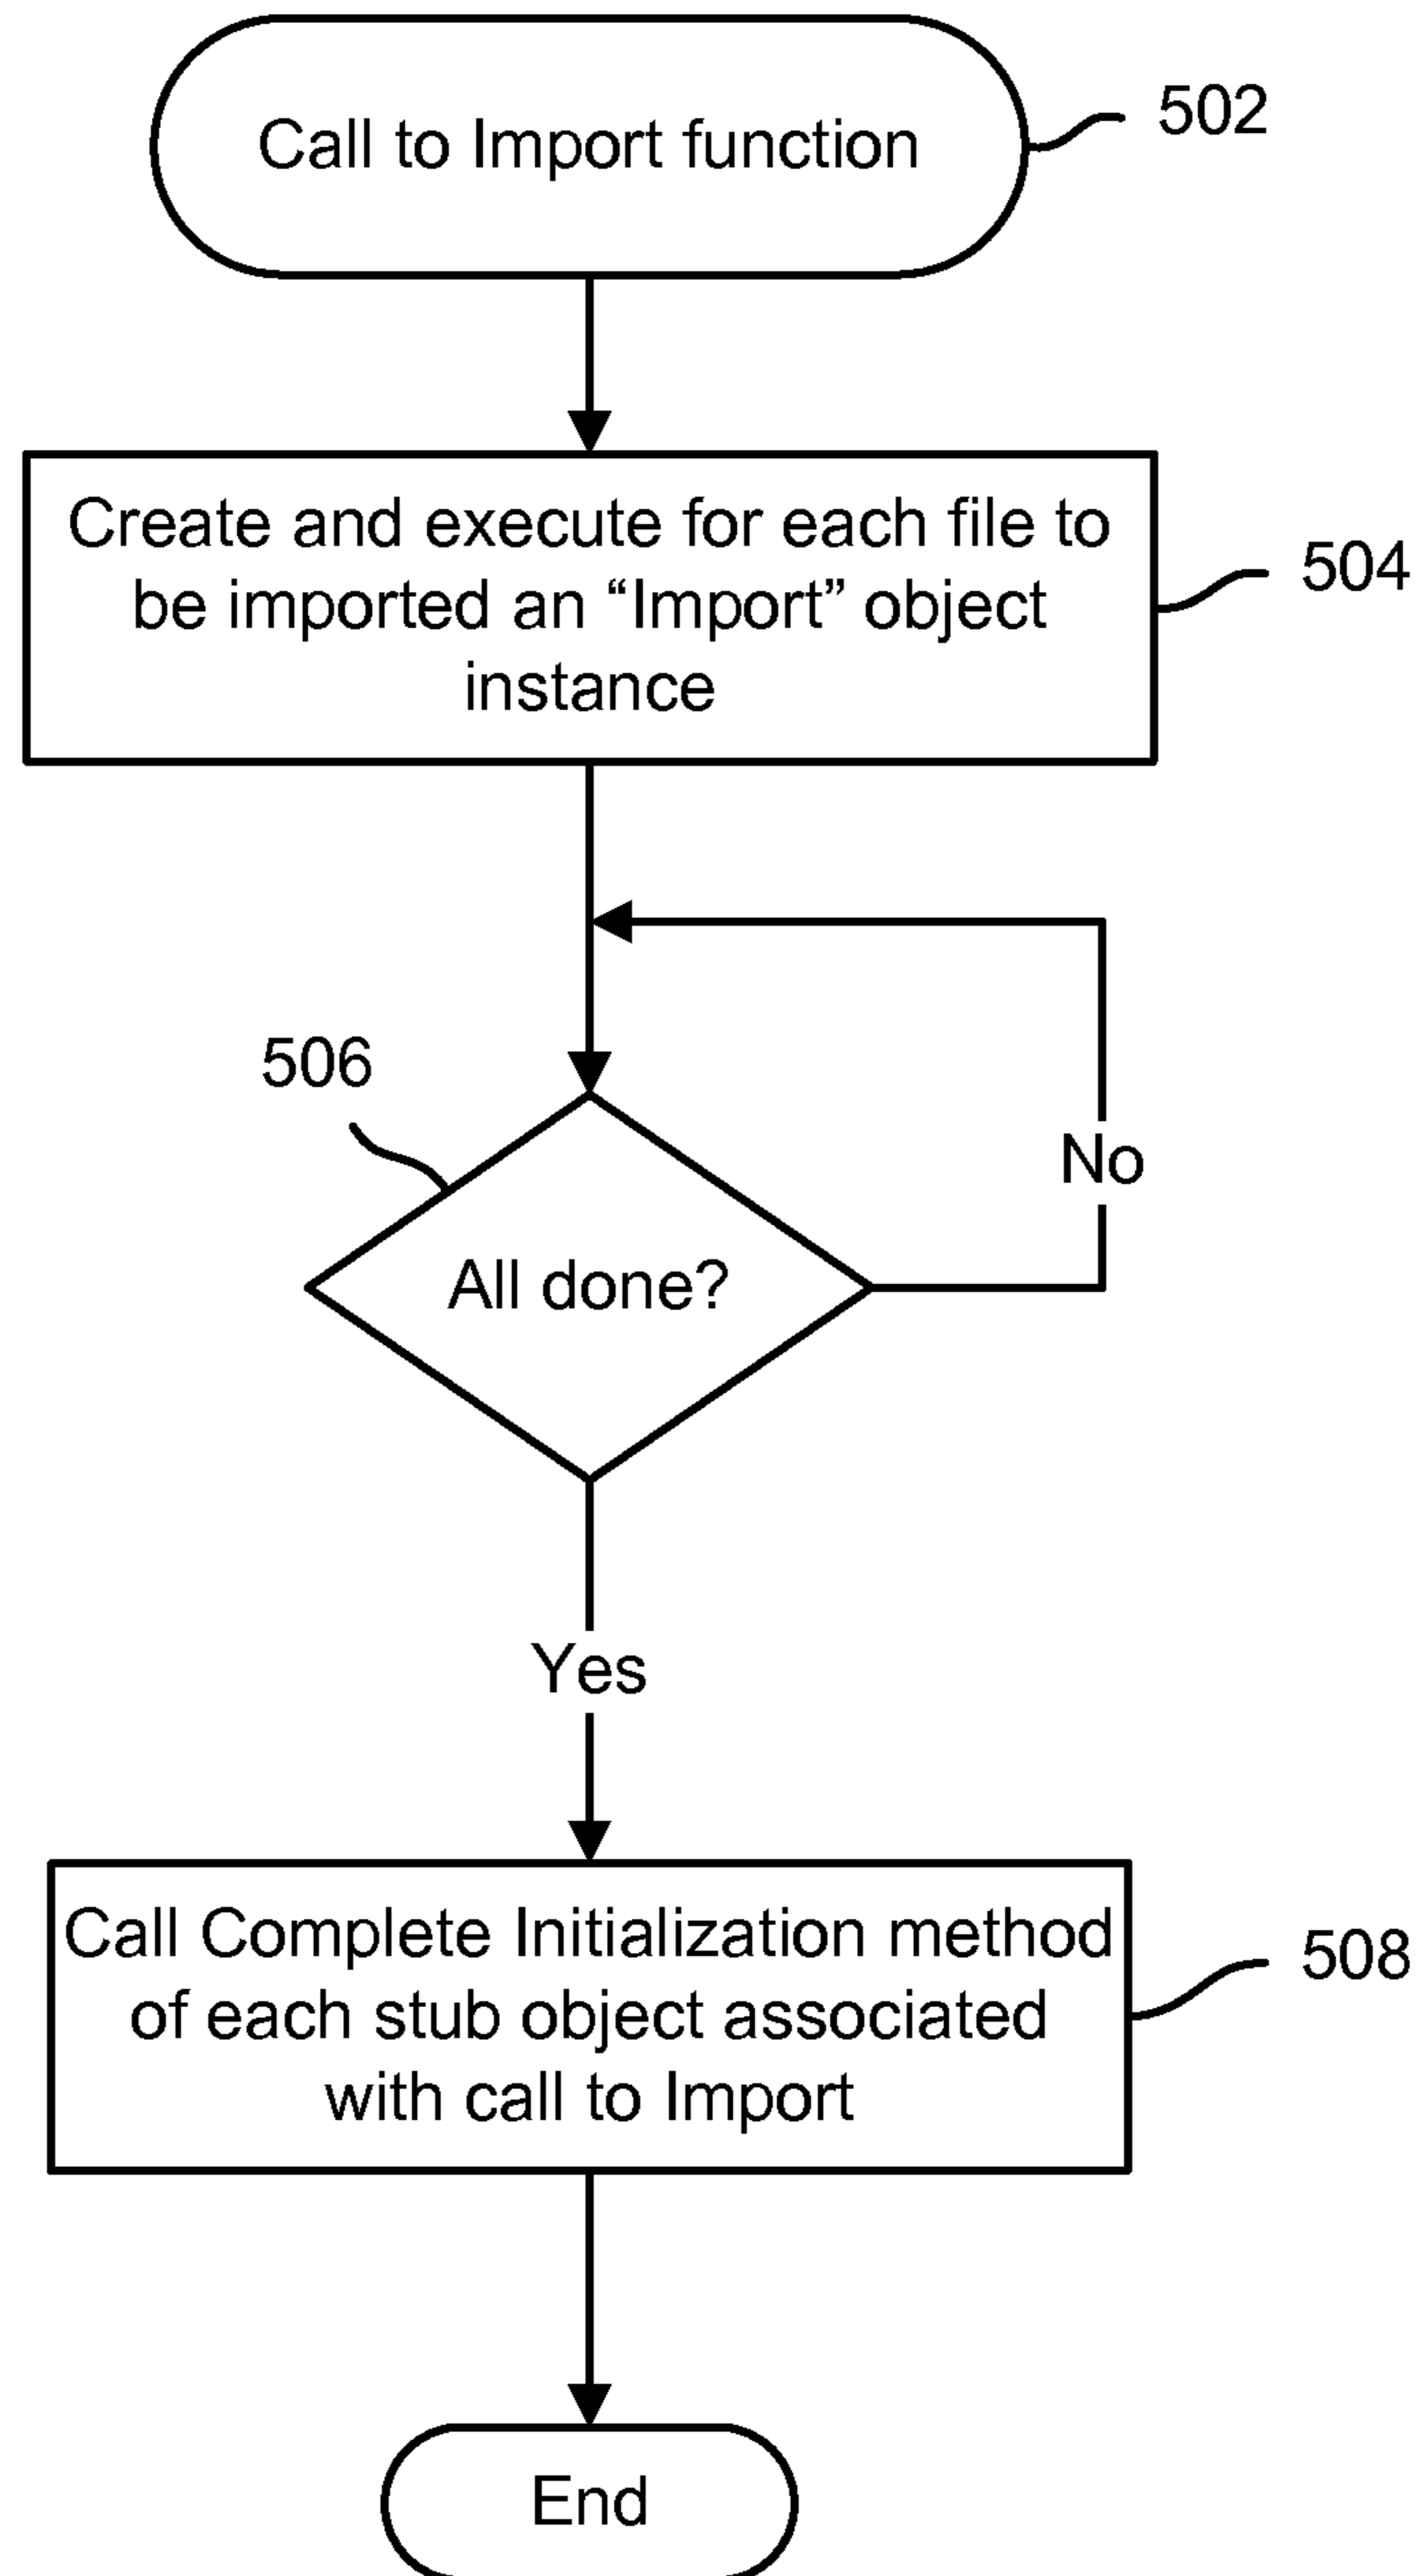 Call to Import function
502
Create and execute for each file to
be imported an “Import” object
instance
504
506
No
All done?
Yes
Call Complete Initialization method
of each stub object associated
with call to Import
508
End